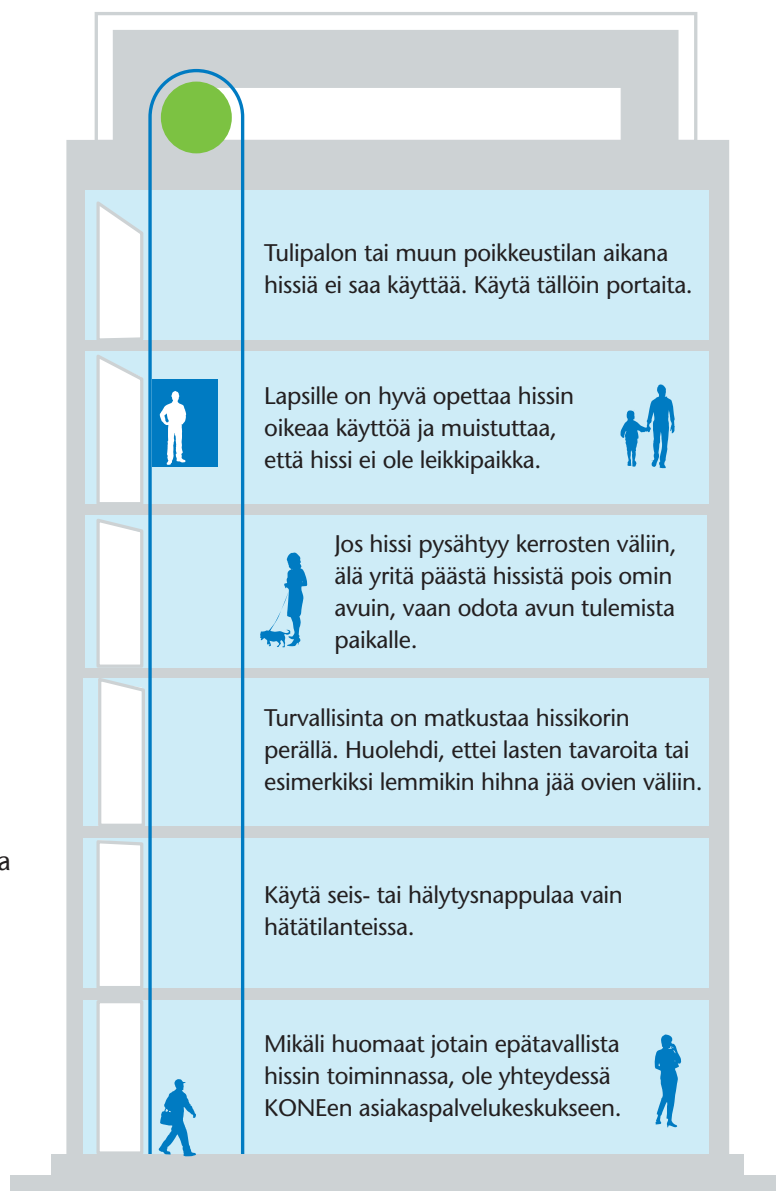 Tulipalon tai muun poikkeustilan aikana
hissiä ei saa käyttää. Käytä tällöin portaita.
Lapsille on hyvä opettaa hissin
oikeaa käyttöä ja muistuttaa,
että hissi ei ole leikkipaikka.
Jos hissi pysähtyy kerrosten väliin,
älä yritä päästä hissistä pois omin
avuin, vaan odota avun tulemista
paikalle.
Turvallisinta on matkustaa hissikorin
perällä. Huolehdi, ettei lasten tavaroita tai
esimerkiksi lemmikin hihna jää ovien väliin.
a
Käytä seis- tai hälytysnappulaa vain
hätätilanteissa.
Mikäli huomaat jotain epätavallista
hissin toiminnassa, ole yhteydessä
KONEen asiakaspalvelukeskukseen.